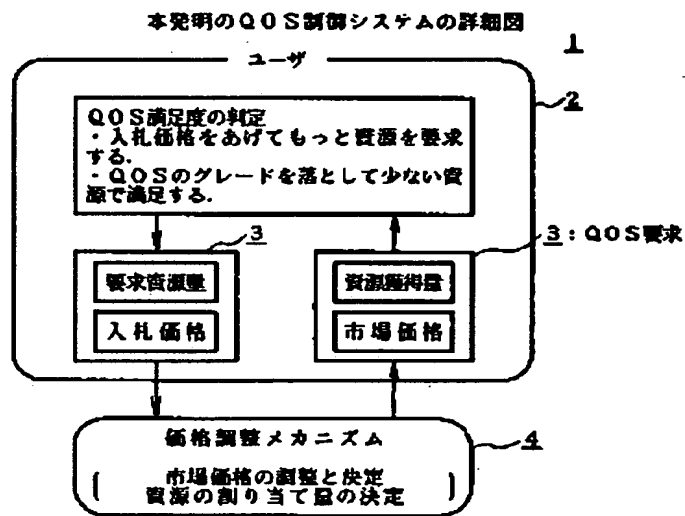 本発明のQOS制御システムの詳細図
1
ユーザ
2
QOS満足度の判定
・入札価格をあげてもっと資源を要求
する.
・QOSのグレードを落として少ない資
源で満足する.
3
3:QOS要求
要求資源量
資源獲得量
入札価格
市場価格
価格調整メカニズム
4
市場価格の調整と決定
資源の割り当て量の決定